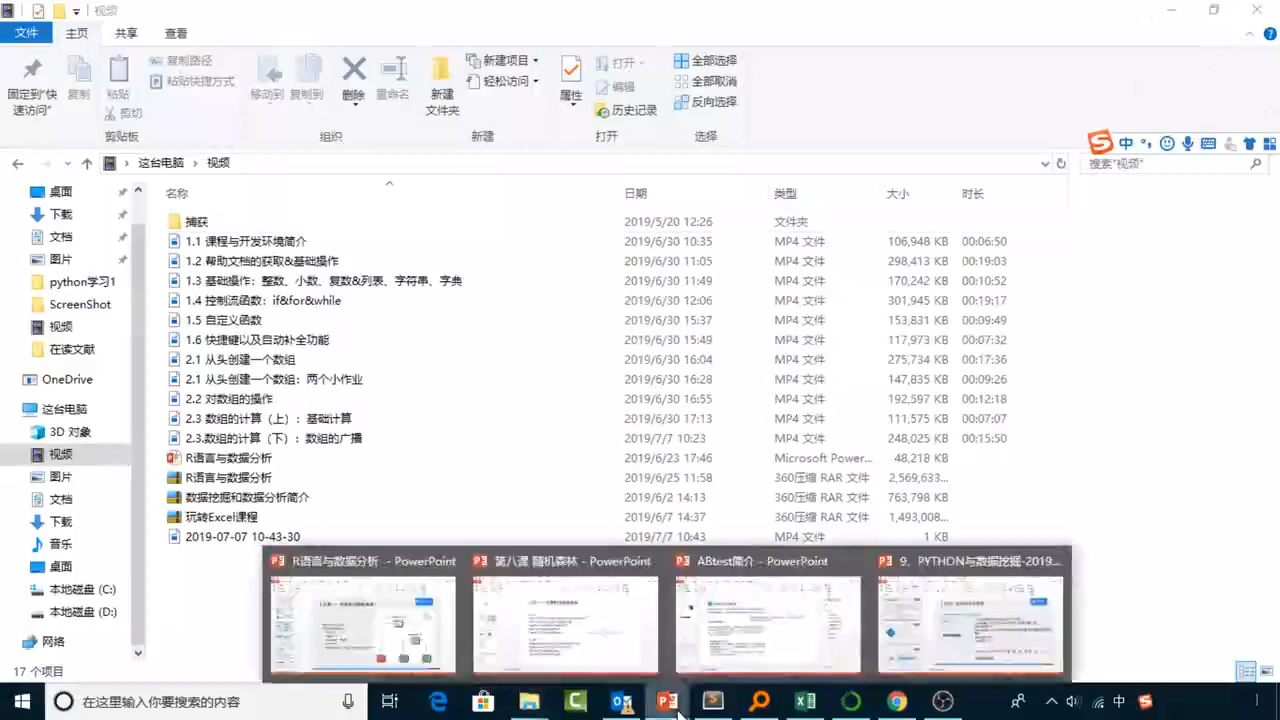 视频
文件 主页 共享 查看
固定到"快速访问" 复制 粘贴 复制路径 粘贴快捷方式 剪切
移动到 复制到 删除 重命名 新建文件夹 新建项目 轻松访问
属性 打开 编辑 历史记录 全部选择 全部取消 反向选择
剪贴板 组织 新建 打开 选择
中
这台电脑 视频 搜索"视频"
名称 日期 类型 大小 时长
捕获 2019/5/20 12:26 文件夹
1.1 课程与开发环境简介 2019/6/30 10:35 MP4 文件 106,948 KB 00:06:50
1.2 帮助文档的获取&基础操作 2019/6/30 11:05 MP4 文件 298,413 KB 00:19:03
1.3 基础操作：整数、小数、复数&列表、字符串、字典 2019/6/30 11:49 MP4 文件 170,242 KB 00:10:52
1.4 控制流函数：if&for&while 2019/6/30 12:06 MP4 文件 301,945 KB 00:19:17
1.5 自定义函数 2019/6/30 15:37 MP4 文件 153,831 KB 00:09:49
1.6 快捷键以及自动补全功能 2019/6/30 15:49 MP4 文件 117,973 KB 00:07:32
2.1 从头创建一个数组 2019/6/30 16:04 MP4 文件 275,734 KB 00:17:36
2.1 从头创建一个数组：两个小作业 2019/6/30 16:28 MP4 文件 147,835 KB 00:09:26
2.2 对数组的操作 2019/6/30 16:55 MP4 文件 192,597 KB 00:12:18
2.3 数组的计算（上）：基础计算 2019/6/30 17:13 MP4 文件 111,575 KB 00:07:07
2.3.数组的计算（下）：数组的广播 2019/7/7 10:23 MP4 文件 248,025 KB 00:15:50
R语言与数据分析 2019/6/23 17:46 Microsoft Power... 48,218 KB
R语言与数据分析 2019/6/25 11:58 360压缩 RAR 文件 2,569,633...
数据挖掘和数据分析简介 2019/6/2 14:13 360压缩 RAR 文件 763,798 KB
玩转Excel课程 2019/6/7 14:37 360压缩 RAR 文件 1,493,008...
2019-07-07 10-43-30 2019/7/7 10:43 MP4 文件 1 KB
桌面
下载
文档
图片
python学习1
ScreenShot
视频
在读文献
OneDrive
这台电脑
3D 对象
视频
图片
文档
下载
音乐
桌面
本地磁盘 (C:)
本地磁盘 (D:)
网络
17 个项目
R语言与数据分析 - PowerPoint
第八课 随机森林 - PowerPoint
ABtest简介 - PowerPoint
9、PYTHON与数据挖掘-2019...
在这里输入你要搜索的内容
中